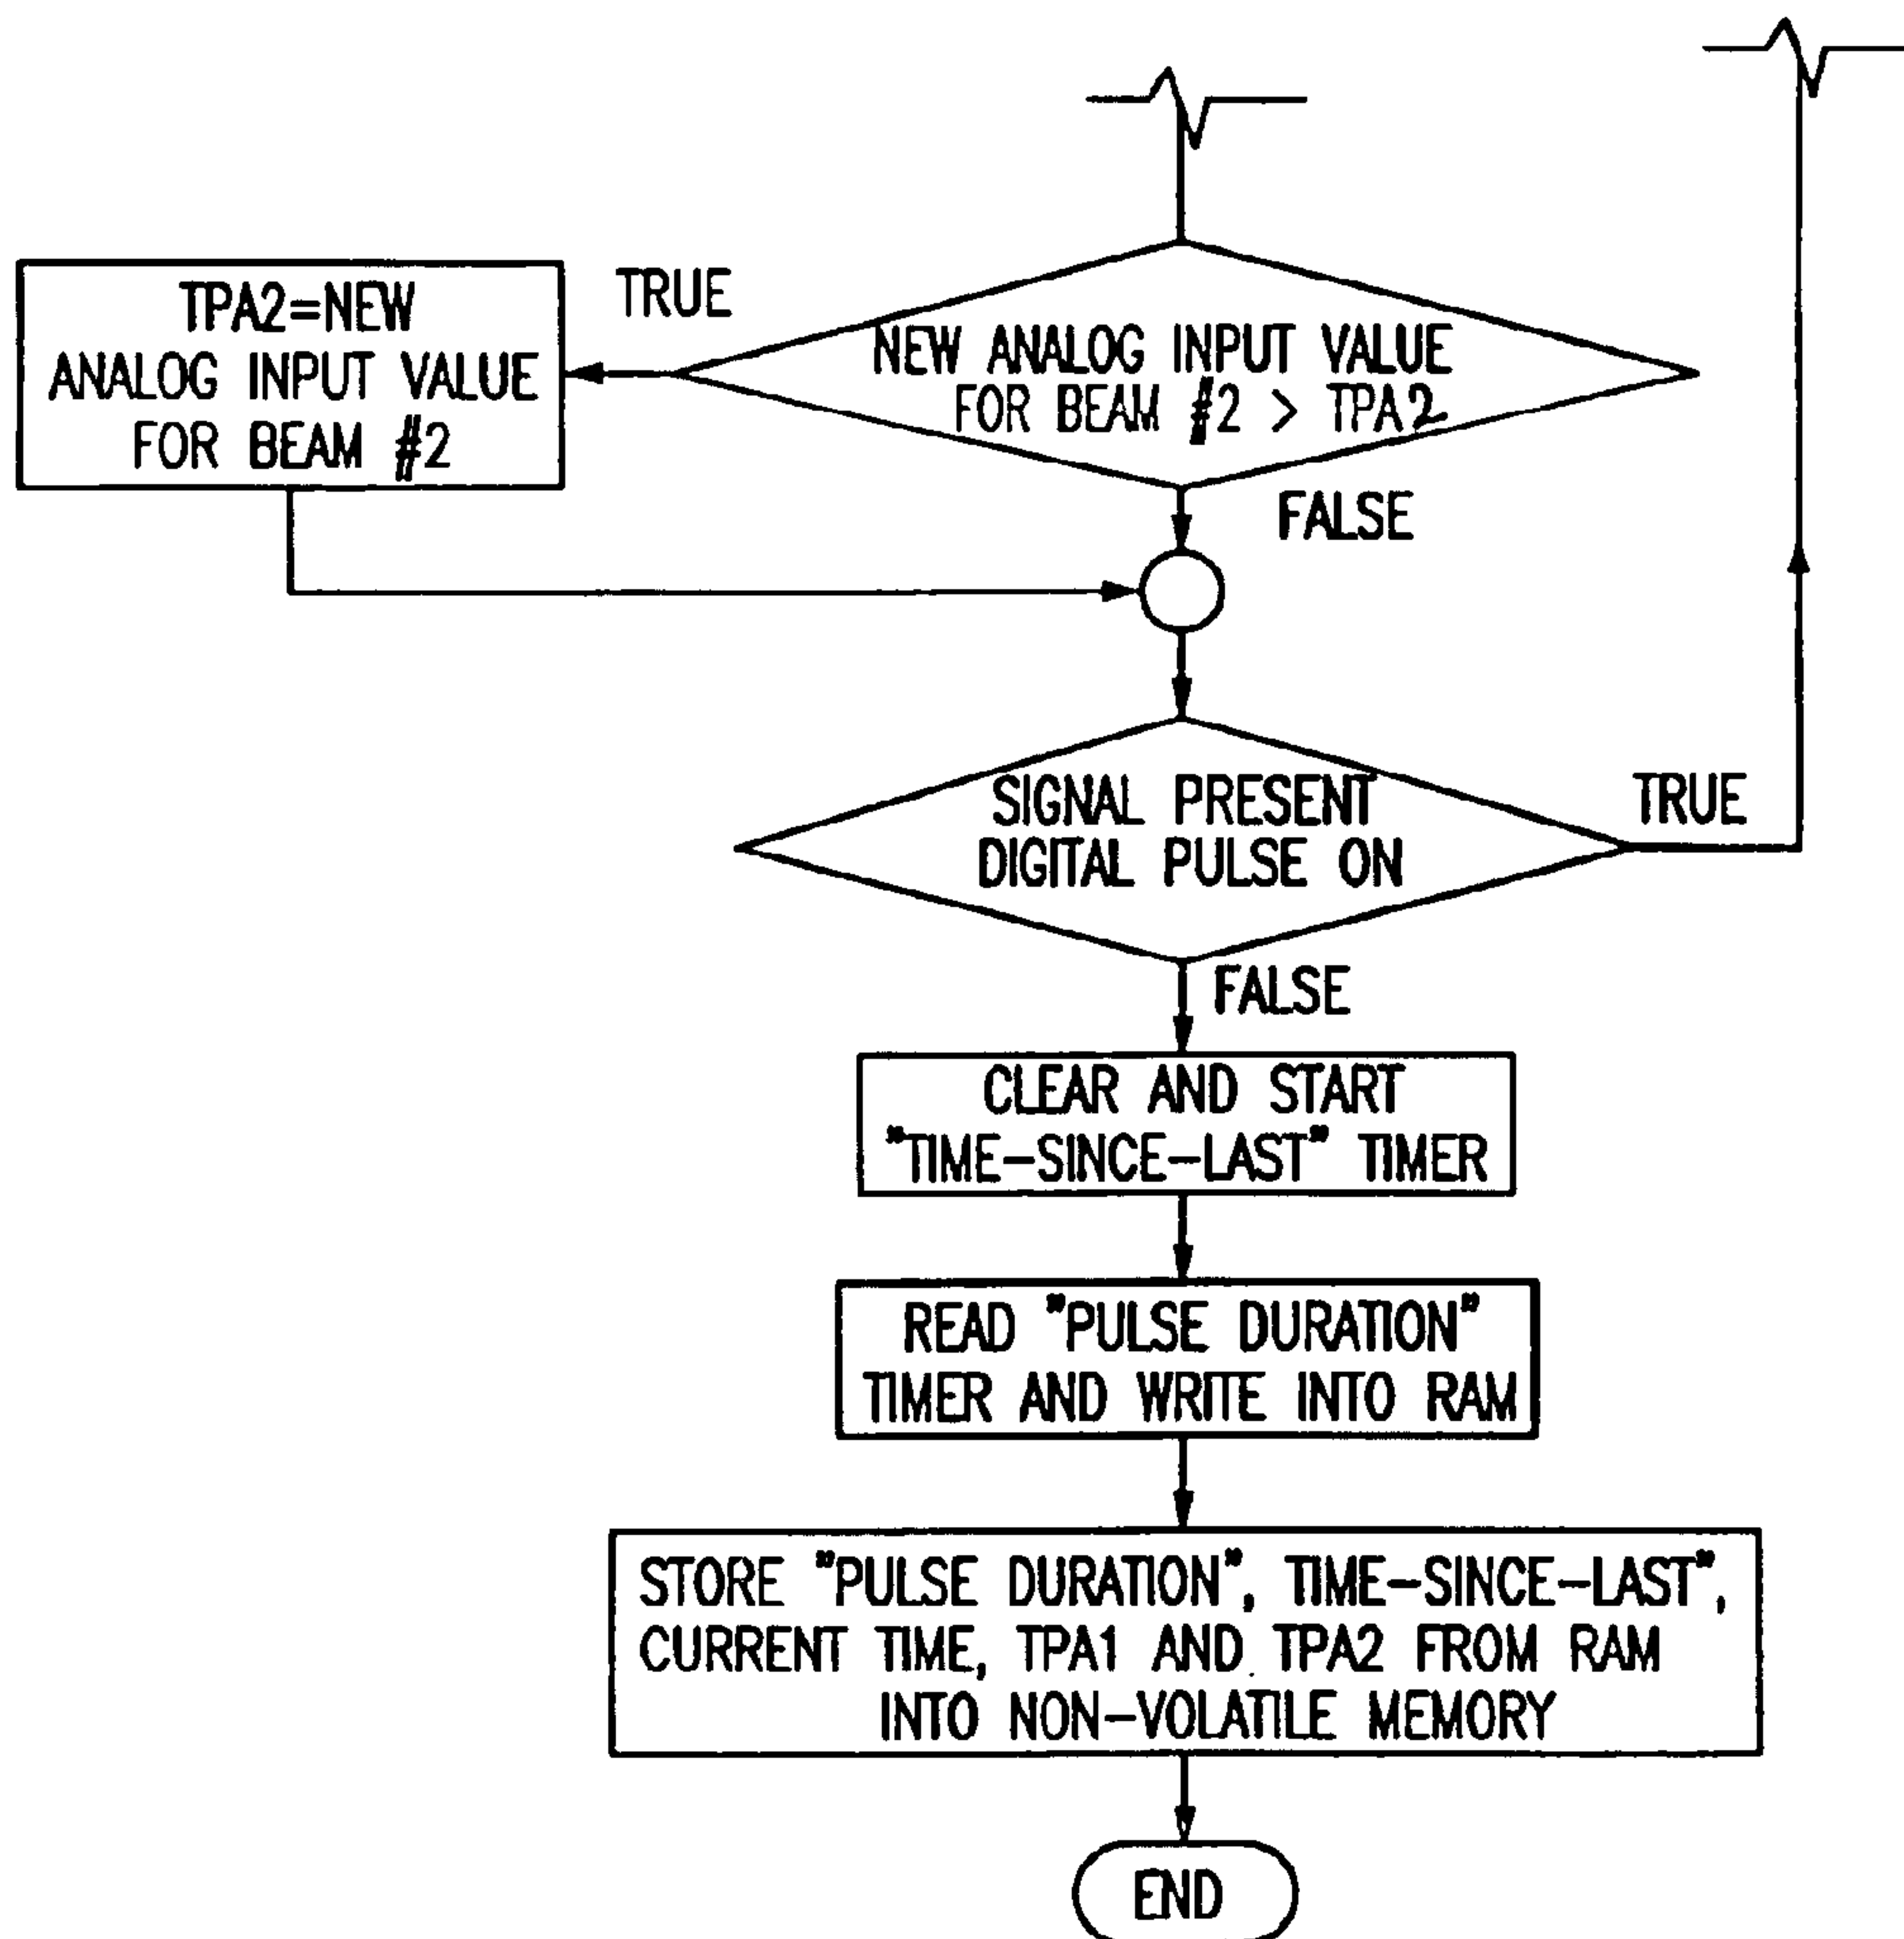 TRUE
TPA2=NEW
ANALOG INPUT VALUE
FOR BEAM #2
NEW ANALOG INPUT VALUE
FOR BEAM #2 > TPA2
FALSE
SIGNAL PRESENT
DIGITAL PULSE ON
TRUE
FALSE
CLEAR AND START
"TIME-SINCE-LAST" TIMER
READ "PULSE DURATION"
TIMER AND WRITE INTO RAM
STORE "PULSE DURATION", TIME-SINCE-LAST",
CURRENT TIME, TPA1 AND TPA2 FROM RAM
INTO NON-VOLATILE MEMORY
END